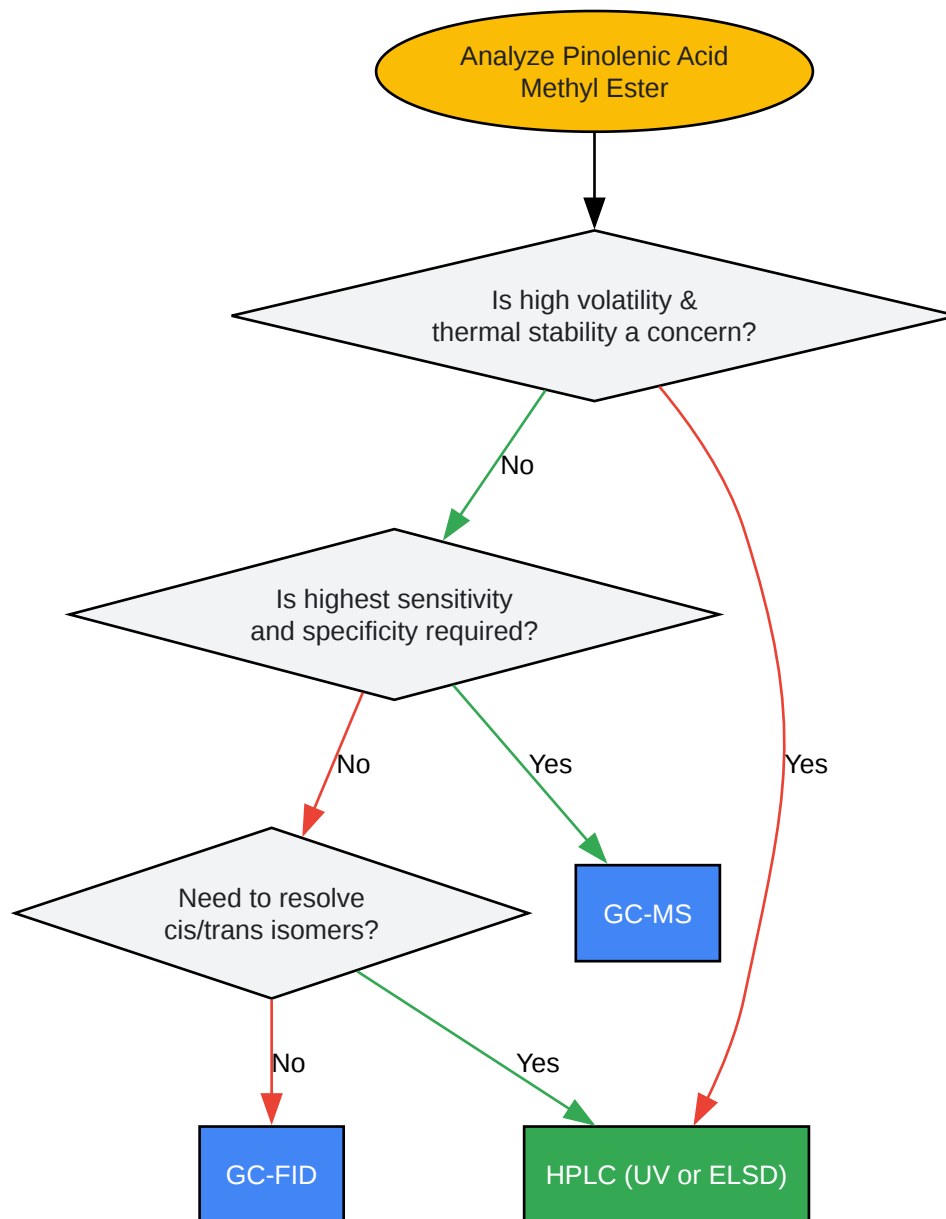 Analyze Pinolenic Acid
Methyl Ester
Is high volatility &
thermal stability a concern?
No
Is highest sensitivity
and specificity required?
No
Yes
Yes
Need to resolve
cis/trans isomers?
GC-MS
No
Yes
GC-FID
HPLC (UV or ELSD)